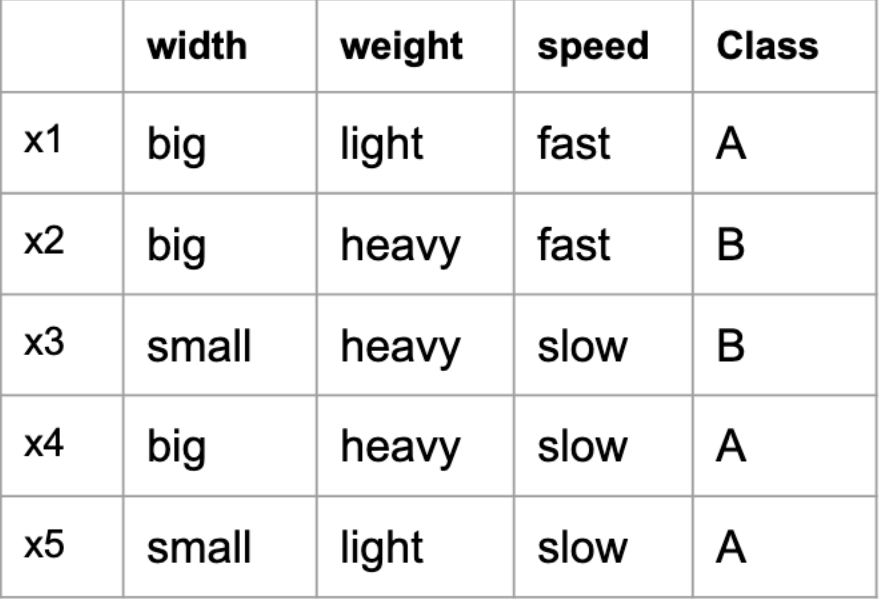 width weight speed Class
x1 big light fast A
x2 big heavy fast B
x3 small heavy slow B
x4 big heavy slow A
x5 small light slow A